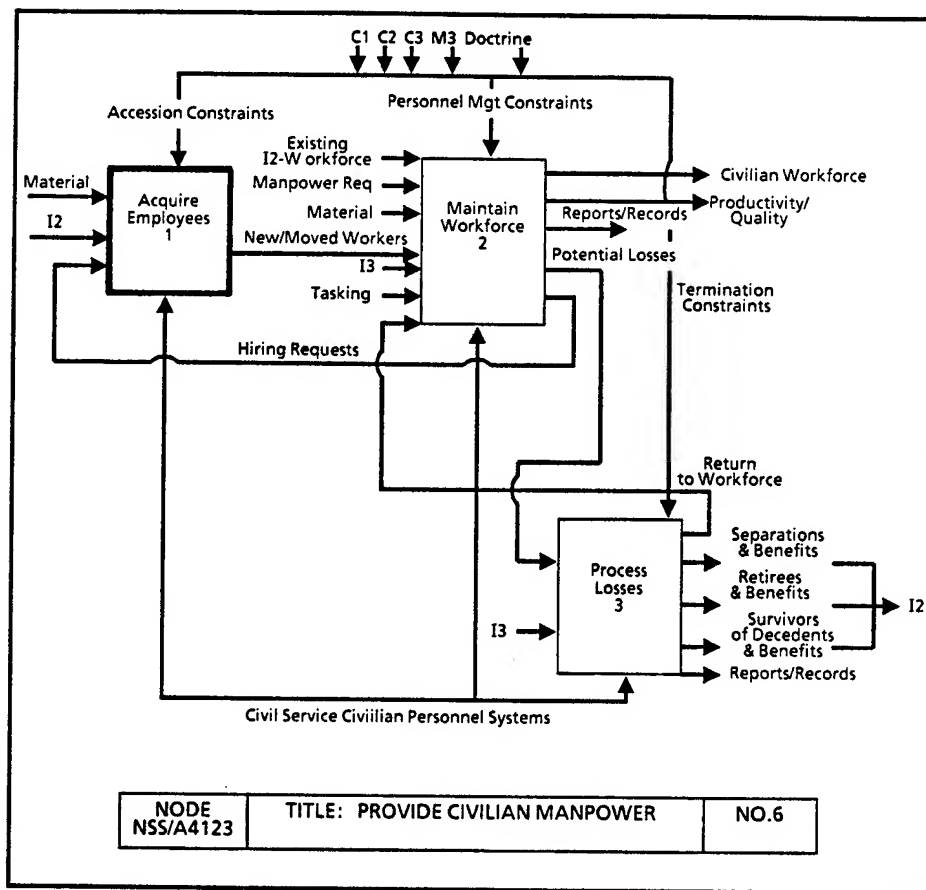 C1 C2 C3 M3 Doctrine
Accession Constraints
Personnel Mgt Constraints
Material
I2
Acquire
Employees
1
Existing
I2-W orkforce
Manpower Req
Material
New/Moved Workers
I3
Tasking
Maintain
Workforce
2
Civilian Workforce
Productivity/
Quality
Reports/Records
Potential Losses
Termination
Constraints
Hiring Requests
Return
to Workforce
Process
Losses
3
I3
Separations
& Benefits
Retirees
& Benefits
Survivors
of Decedents
& Benefits
I2
Reports/Records
Civil Service Civiilian Personnel Systems
NODE
NSS/A4123
TITLE: PROVIDE CIVILIAN MANPOWER
NO.6